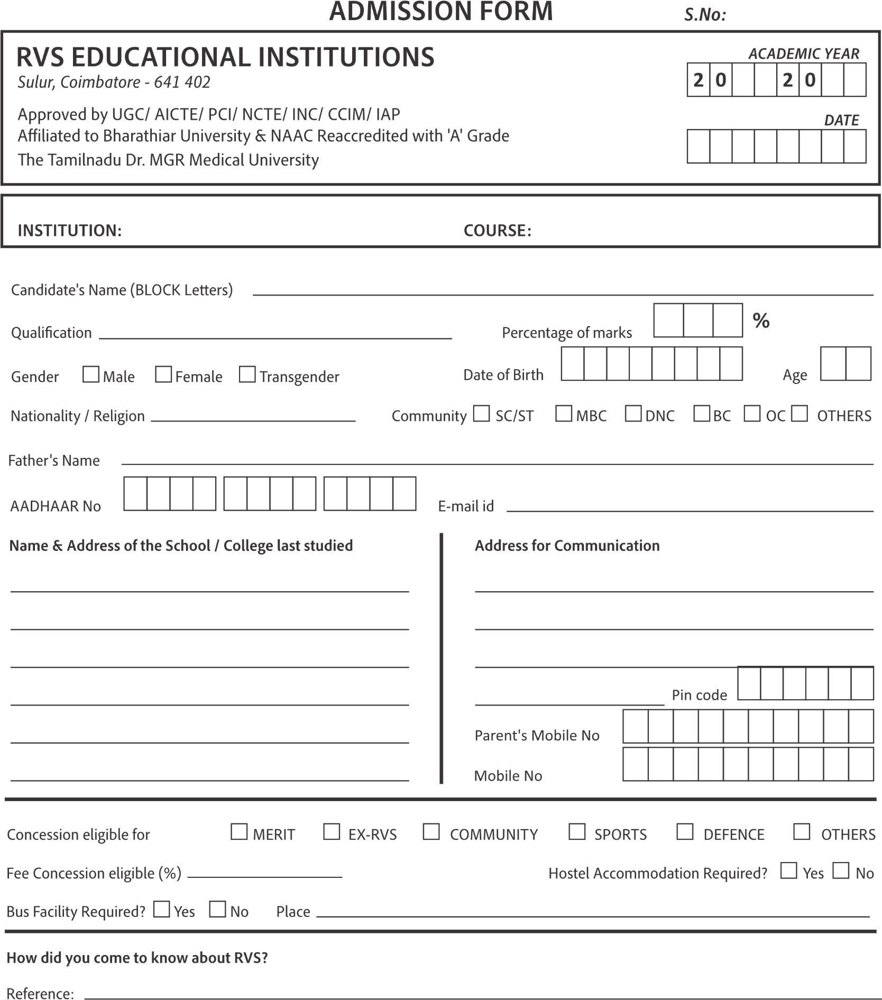 ADMISSION FORM S.No:
RVS EDUCATIONAL INSTITUTIONS
Sulur, Coimbatore - 641 402
ACADEMIC YEAR
2 0 2 0
Approved by UGC/ AICTE/ PCI/ NCTE/ INC/ CCIM/ IAP
DATE
Affiliated to Bharathiar University & NAAC Reaccredited with 'A' Grade
The Tamilnadu Dr. MGR Medical University
INSTITUTION: COURSE:
Candidate's Name (BLOCK Letters)
Qualification Percentage of marks %
Gender Male Female Transgender Date of Birth Age
Nationality / Religion Community SC/ST MBC DNC BC OC OTHERS
Father's Name
AADHAAR No E-mail id
Name & Address of the School / College last studied
Address for Communication
Pin code
Parent's Mobile No
Mobile No
Concession eligible for MERIT EX-RVS COMMUNITY SPORTS DEFENCE OTHERS
Fee Concession eligible (%) Hostel Accommodation Required? Yes No
Bus Facility Required? Yes No Place
How did you come to know about RVS?
Reference: